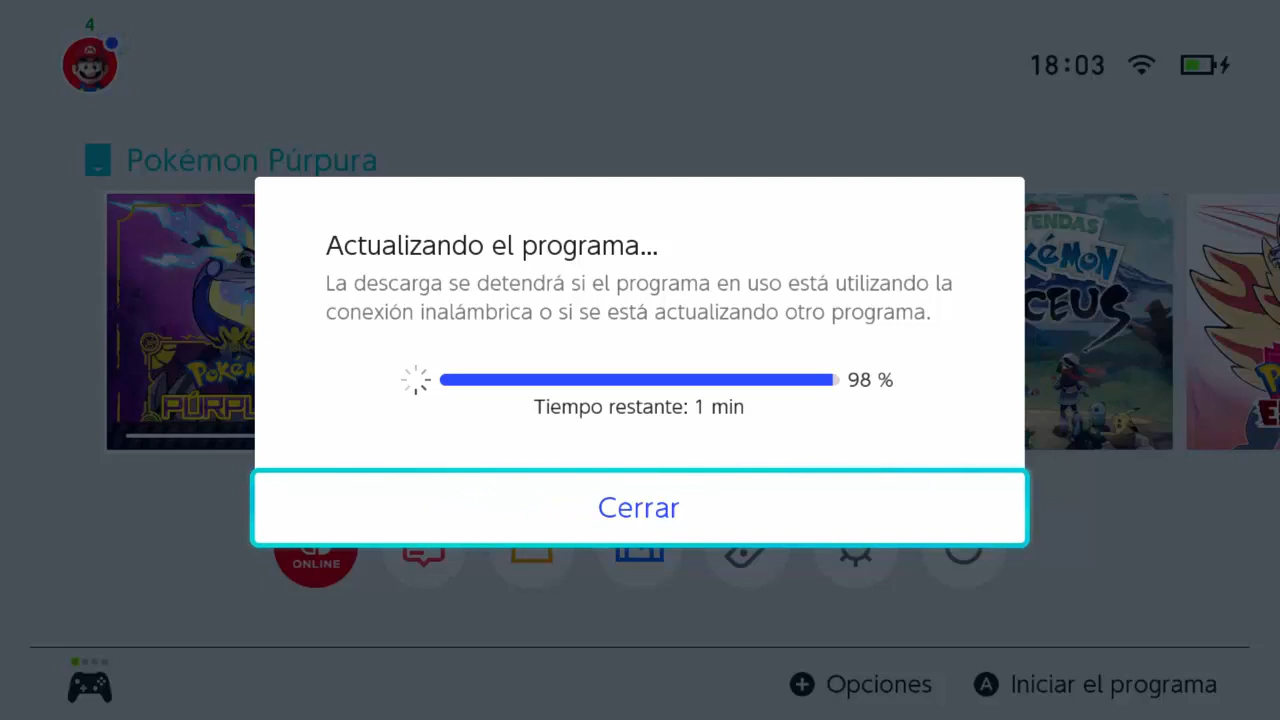 4
18:03
Pokémon Púrpura
Actualizando el programa...
La descarga se detendrá si el programa en uso está utilizando la
conexión inalámbrica o si se está actualizando otro programa.
98 %
Tiempo restante: 1 min
Cerrar
ONLINE
Opciones
A Iniciar el programa